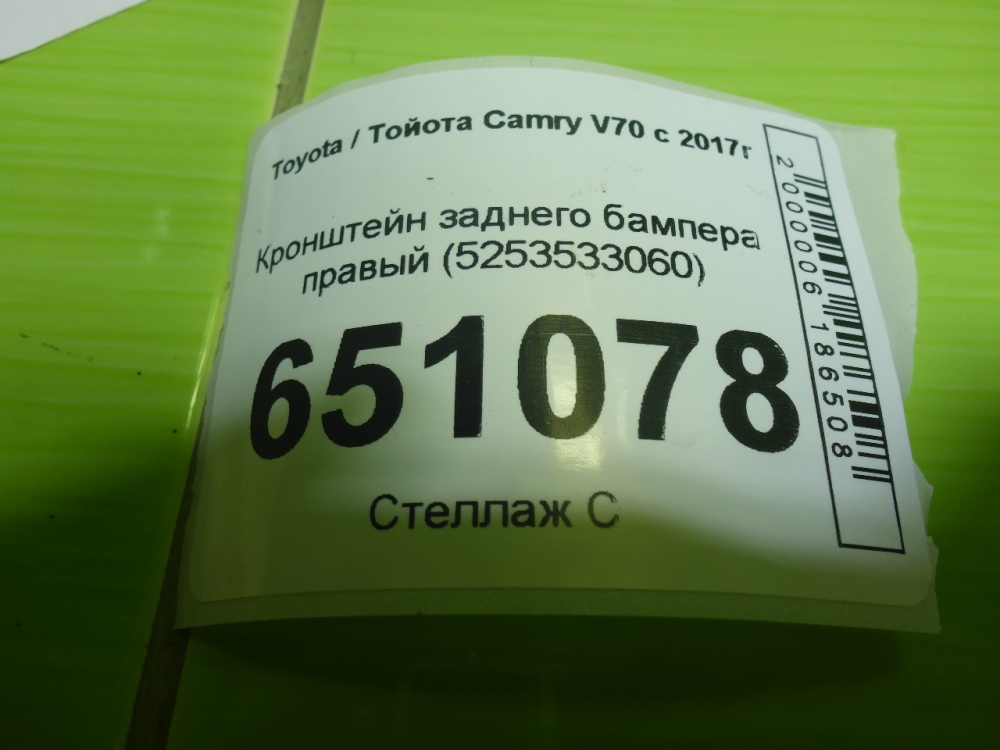 Toyota / Тойота Camry V70 с 2017г
Кронштейн заднего бампера
правый (5253533060)
651078
Стеллаж С
2000006186508